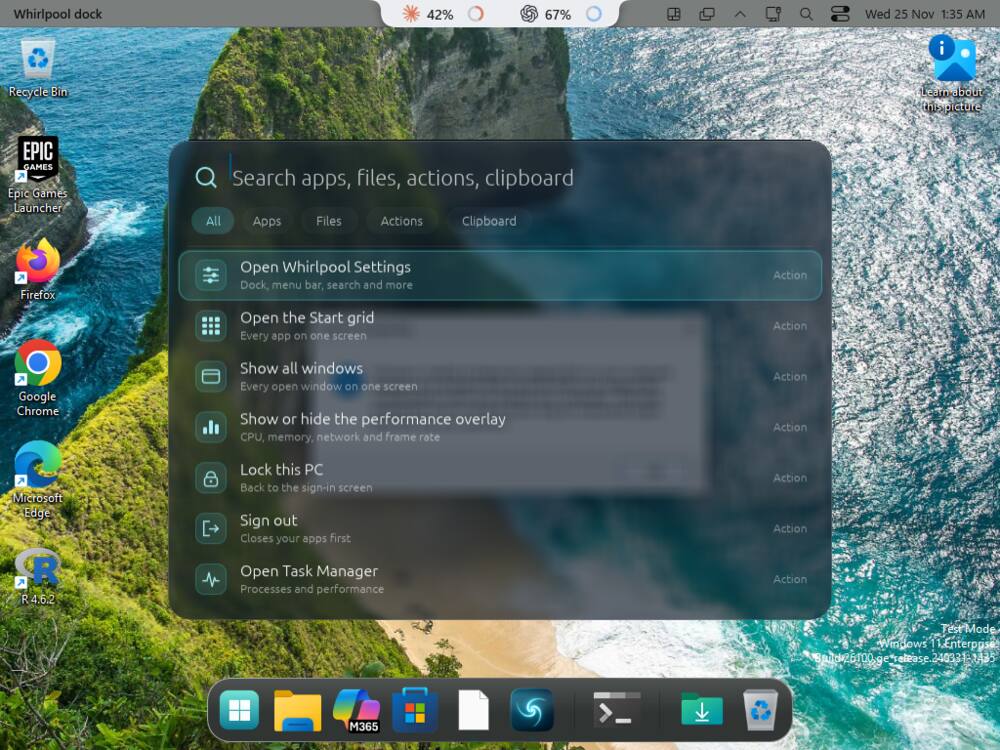 Whirlpool dock
42%
67%
Wed 25 Nov 1:35 AM
Recycle Bin
Learn about
this picture
EPIC
GAMES
Epic Games
Launcher
Firefox
Google
Chrome
Microsoft
Edge
R 4.6.2
Search apps, files, actions, clipboard
All
Apps
Files
Actions
Clipboard
Open Whirlpool Settings
Dock, menu bar, search and more
Action
Open the Start grid
Every app on one screen
Action
Show all windows
Every open window on one screen
Action
Show or hide the performance overlay
CPU, memory, network and frame rate
Action
Lock this PC
Back to the sign-in screen
Action
Sign out
Closes your apps first
Action
Open Task Manager
Processes and performance
Action
Test Mode
Windows 11 Enterprise
M365